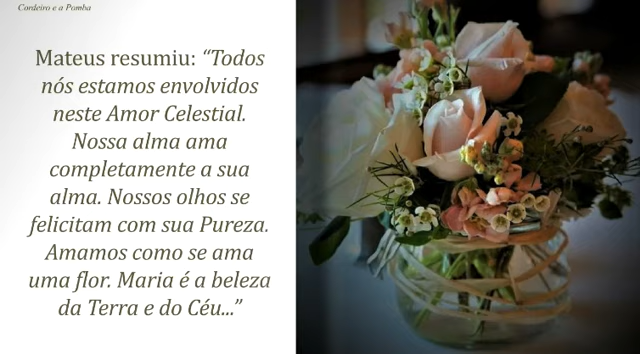 Cordeiro e a Pomba
Mateus resumiu: “Todos
nós estamos envolvidos
neste Amor Celestial.
Nossa alma ama
completamente a sua
alma. Nossos olhos se
felicitam com sua Pureza.
Amamos como se ama
uma flor. Maria é a beleza
da Terra e do Céu...”